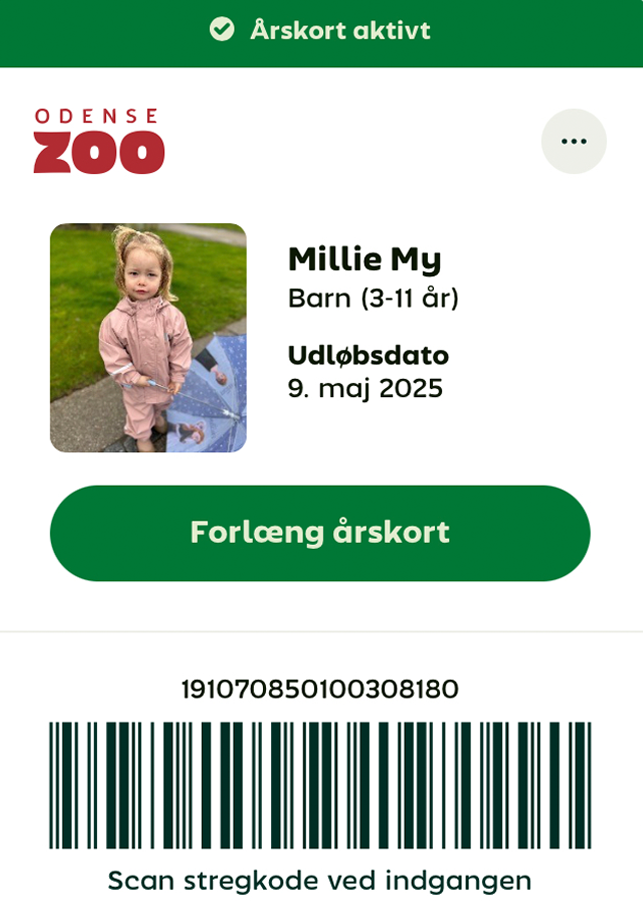 Årskort aktivt
ODENSE
ZOO
Millie My
Barn (3-11 år)
Udløbsdato
9. maj 2025
Forlæng årskort
191070850100308180
Scan stregkode ved indgangen